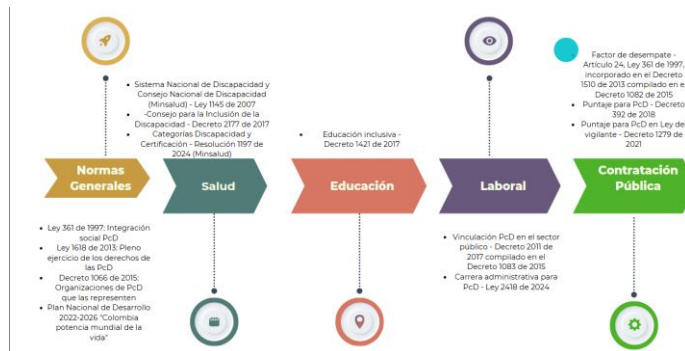 Normas
Generales
• Ley 361 de 1997: Integración
social PcD
• Ley 1618 de 2013: Pleno
ejercicio de los derechos de
las PcD
• Decreto 1066 de 2015:
Organizaciones de PcD
que las representen
• Plan Nacional de Desarrollo
2022-2026 "Colombia
potencia mundial de la
vida"
• Sistema Nacional de Discapacidad y
Consejo Nacional de Discapacidad
(Minsalud) - Ley 1145 de 2007
• -Consejo para la Inclusión de la
Discapacidad - Decreto 2177 de 2017
• Categorías Discapacidad y
Certificación - Resolución 1197 de
2024 (Minsalud)
Salud
• Educación inclusiva -
Decreto 1421 de 2017
Educación
Laboral
• Vinculación PcD en el sector
público - Decreto 2011 de
2017 compilado en el
Decreto 1083 de 2015
• Carrera administrativa para
PcD - Ley 2418 de 2024
Factor de desempate -
Artículo 24, Ley 361 de 1997,
incorporado en el Decreto
1510 de 2013 compilado en el
Decreto 1082 de 2015
• Puntaje para PcD - Decreto
392 de 2018
• Puntaje para PcD en Ley del
vigilante - Decreto 1279 de
2021
Contratación
Pública